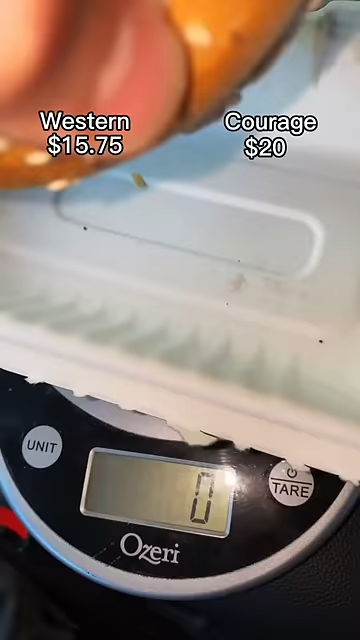 Western
$15.75
Courage
$20
UNIT
0
TARE
Ozeri